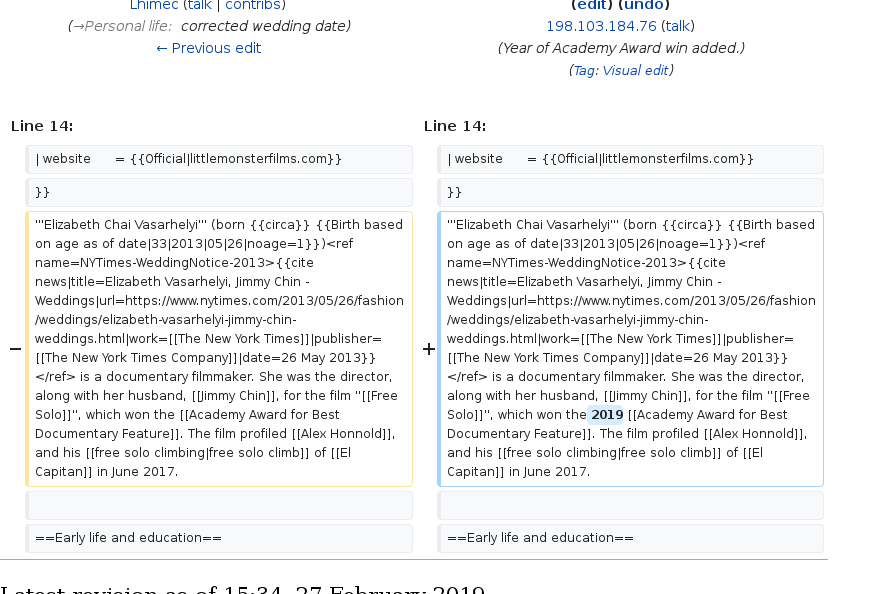 Lhimec (talk | contribs)
(→Personal life: corrected wedding date)
← Previous edit
(edit) (undo)
198.103.184.76 (talk)
(Year of Academy Award win added.)
(Tag: Visual edit)
Line 14:
| website = {{Official|littlemonsterfilms.com}}
}}
− '''Elizabeth Chai Vasarhelyi''' (born {{circa}} {{Birth based
on age as of date|33|2013|05|26|noage=1}})<ref
name=NYTimes-WeddingNotice-2013>{{cite
news|title=Elizabeth Vasarhelyi, Jimmy Chin -
Weddings|url=https://www.nytimes.com/2013/05/26/fashion
/weddings/elizabeth-vasarhelyi-jimmy-chin-
weddings.html|work=[[The New York Times]]|publisher=
[[The New York Times Company]]|date=26 May 2013}}
</ref> is a documentary filmmaker. She was the director,
along with her husband, [[Jimmy Chin]], for the film ''[[Free
Solo]]'', which won the [[Academy Award for Best
Documentary Feature]]. The film profiled [[Alex Honnold]],
and his [[free solo climbing|free solo climb]] of [[El
Capitan]] in June 2017.
==Early life and education==
Line 14:
| website = {{Official|littlemonsterfilms.com}}
}}
+ '''Elizabeth Chai Vasarhelyi''' (born {{circa}} {{Birth based
on age as of date|33|2013|05|26|noage=1}})<ref
name=NYTimes-WeddingNotice-2013>{{cite
news|title=Elizabeth Vasarhelyi, Jimmy Chin -
Weddings|url=https://www.nytimes.com/2013/05/26/fashion
/weddings/elizabeth-vasarhelyi-jimmy-chin-
weddings.html|work=[[The New York Times]]|publisher=
[[The New York Times Company]]|date=26 May 2013}}
</ref> is a documentary filmmaker. She was the director,
along with her husband, [[Jimmy Chin]], for the film ''[[Free
Solo]]'', which won the 2019 [[Academy Award for Best
Documentary Feature]]. The film profiled [[Alex Honnold]],
and his [[free solo climbing|free solo climb]] of [[El
Capitan]] in June 2017.
==Early life and education==
Latest revision as of 15:34, 27 February 2019